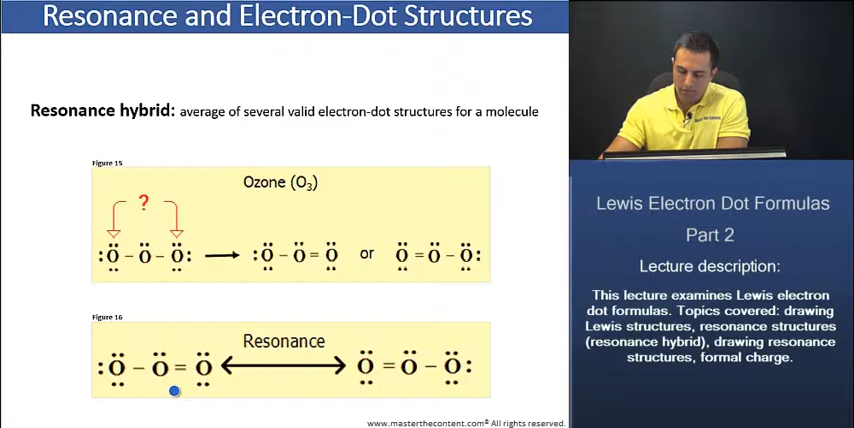 Resonance and Electron-Dot Structures
Resonance hybrid: average of several valid electron-dot structures for a molecule
Figure 15
Ozone (O₃)
?
:Ö – Ö – Ö: → :Ö – Ö = Ö or Ö = Ö – Ö:
Figure 16
Resonance
:Ö – Ö = Ö ⟷ Ö = Ö – Ö:
www.masterthecontent.com© All rights reserved.
Lewis Electron Dot Formulas
Part 2
Lecture description:
This lecture examines Lewis electron
dot formulas. Topics covered: drawing
Lewis structures, resonance structures
(resonance hybrid), drawing resonance
structures, formal charge.